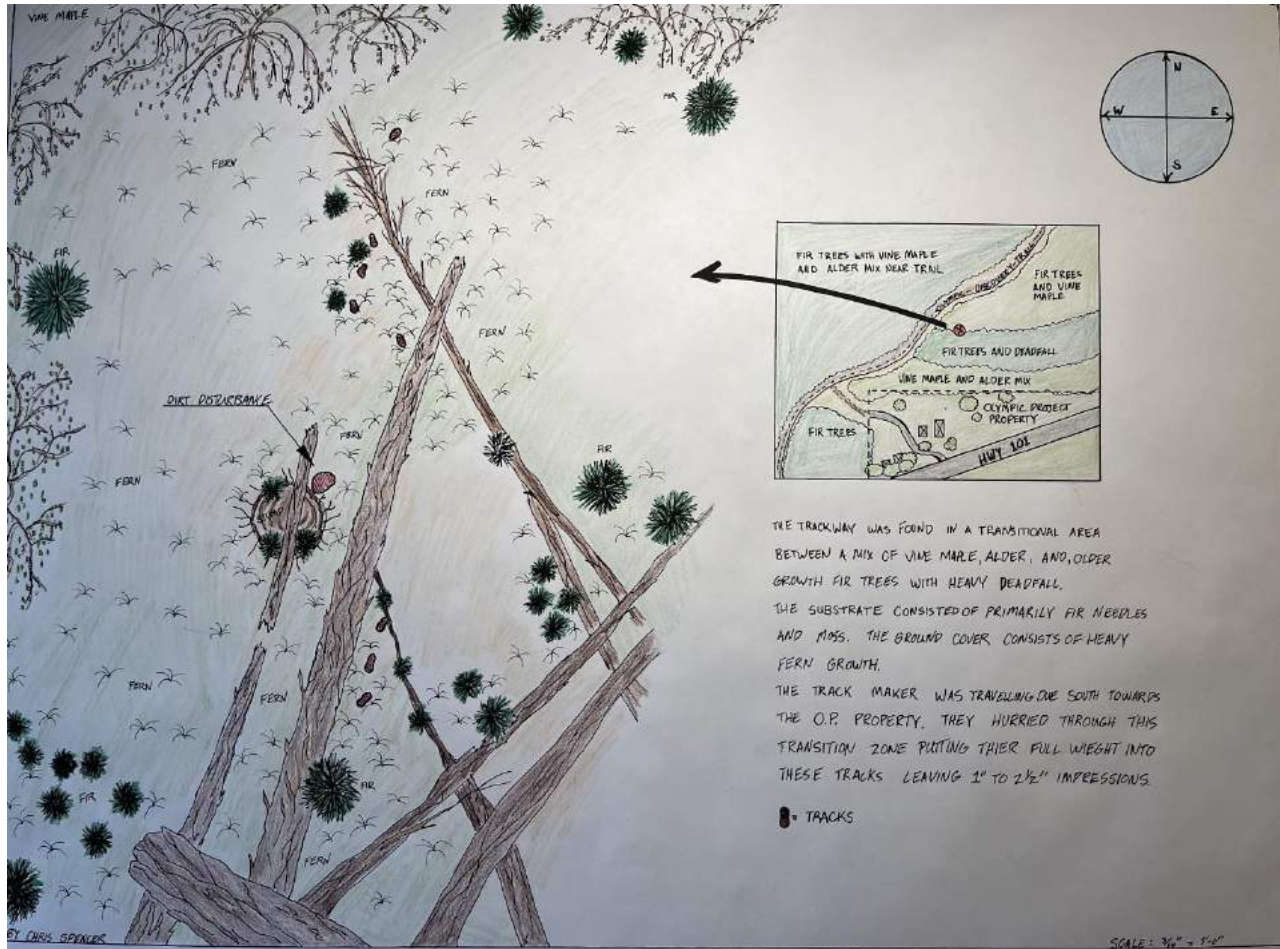 VINE MAPLE
N
W E
S
FIR
FERN
FERN
FIR
FERN
DIRT DISTURBANCE
FERN
FERN
FIR
FERN
FERN
FIR
FIR
FERN
BY CHRIS SPENCER
FIR TREES WITH VINE MAPLE
AND ALDER MIX NEAR TRAIL
OLYMPIC - DISCOVERY - TRAIL
FIR TREES
AND VINE
MAPLE
FIR TREES AND DEADFALL
VINE MAPLE AND ALDER MIX
OLYMPIC PROJECT
PROPERTY
FIR TREES
HWY 101
THE TRACKWAY WAS FOUND IN A TRANSITIONAL AREA
BETWEEN A MIX OF VINE MAPLE, ALDER, AND, OLDER
GROWTH FIR TREES WITH HEAVY DEADFALL.
THE SUBSTRATE CONSISTED OF PRIMARILY FIR NEEDLES
AND MOSS. THE GROUND COVER CONSISTS OF HEAVY
FERN GROWTH.
THE TRACK MAKER WAS TRAVELLING DUE SOUTH TOWARDS
THE O.P. PROPERTY. THEY HURRIED THROUGH THIS
TRANSITION ZONE PUTTING THIER FULL WIEGHT INTO
THESE TRACKS LEAVING 1" TO 2½" IMPRESSIONS.
= TRACKS
SCALE: